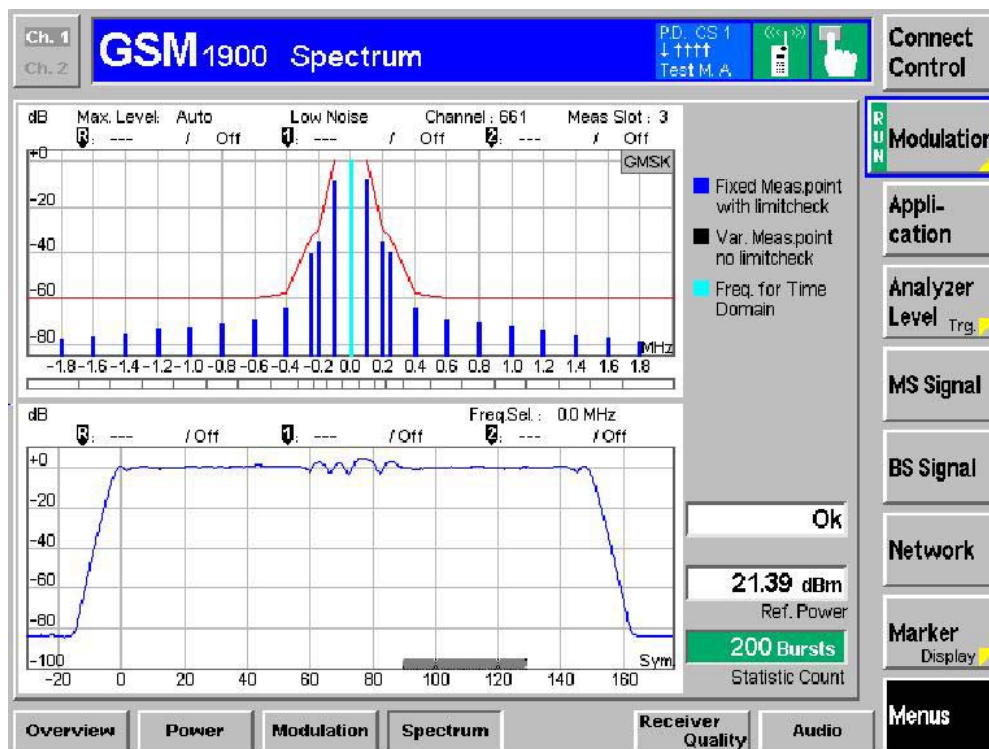 Ch. 1
Ch. 2
GSM 1900 Spectrum
P.D. CS 1
↓ ↑↑↑↑
Test M. A.
Connect Control
RUN
Modulation
Appli-
cation
Analyzer
Level Trg.
MS Signal
BS Signal
Network
Marker
Display
Menus
dB Max. Level: Auto Low Noise Channel : 661 Meas Slot : 3
R: --- / Off 1: --- / Off 2: --- / Off
GMSK
+0
-20
-40
-60
-80
MHz
-1.8 -1.6 -1.4 -1.2 -1.0 -0.8 -0.6 -0.4 -0.2 0.0 0.2 0.4 0.6 0.8 1.0 1.2 1.4 1.6 1.8
Fixed Meas.point
with limitcheck
Var. Meas.point
no limitcheck
Freq. for Time
Domain
dB Freq.Sel. : 0.0 MHz
R: --- / Off 1: --- / Off 2: --- / Off
+0
-20
-40
-60
-80
-100
Sym.
-20 0 20 40 60 80 100 120 140 160
Ok
21.39 dBm
Ref. Power
200 Bursts
Statistic Count
Overview
Power
Modulation
Spectrum
Receiver
Quality
Audio